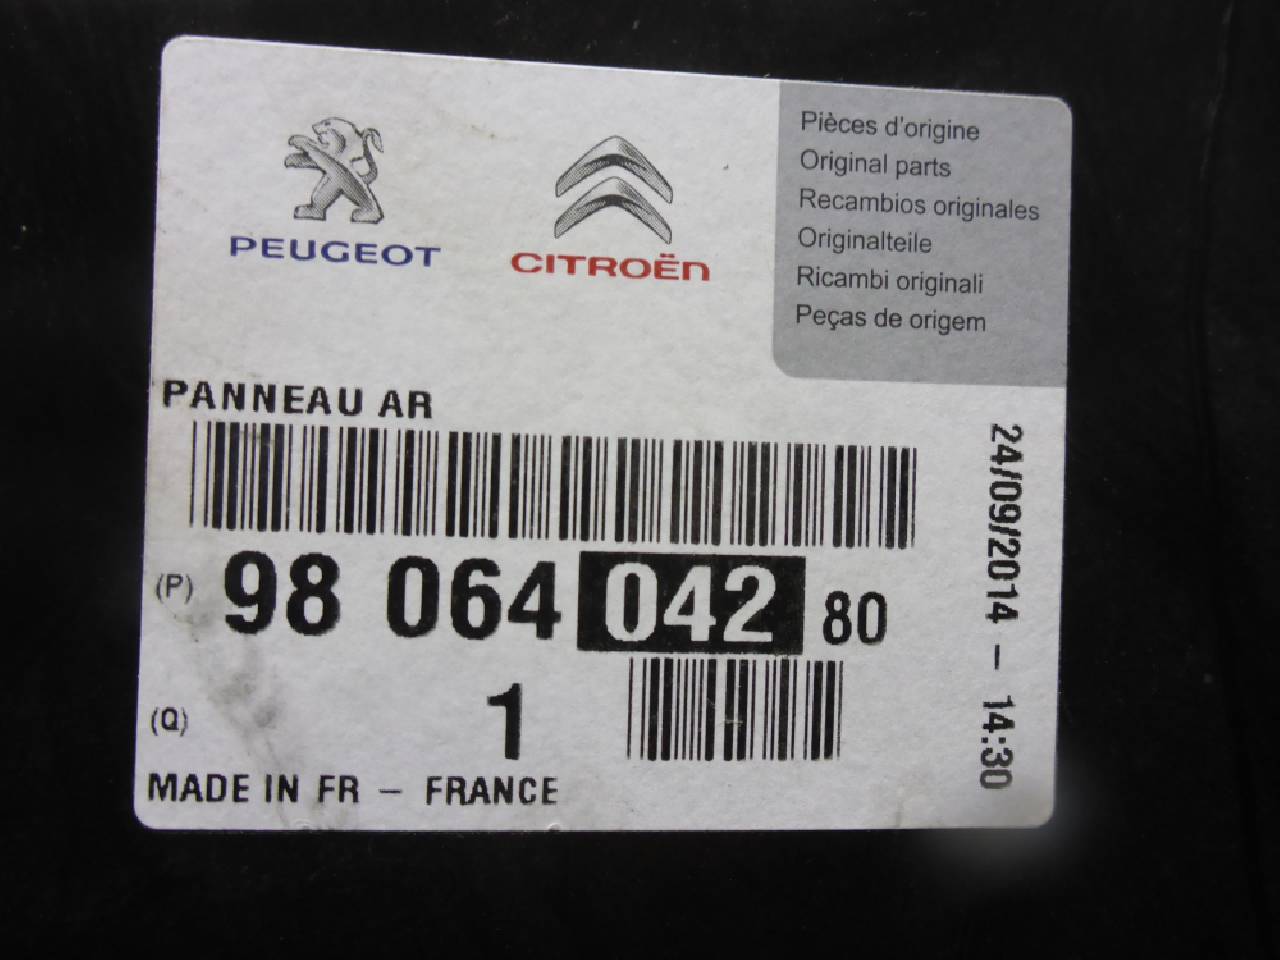 PEUGEOT
CITROËN
Pièces d'origine
Original parts
Recambios originales
Originalteile
Ricambi originali
Peças de origem
PANNEAU AR
(P) 98 064 042 80
(Q) 1
MADE IN FR - FRANCE
24/09/2014 - 14:30